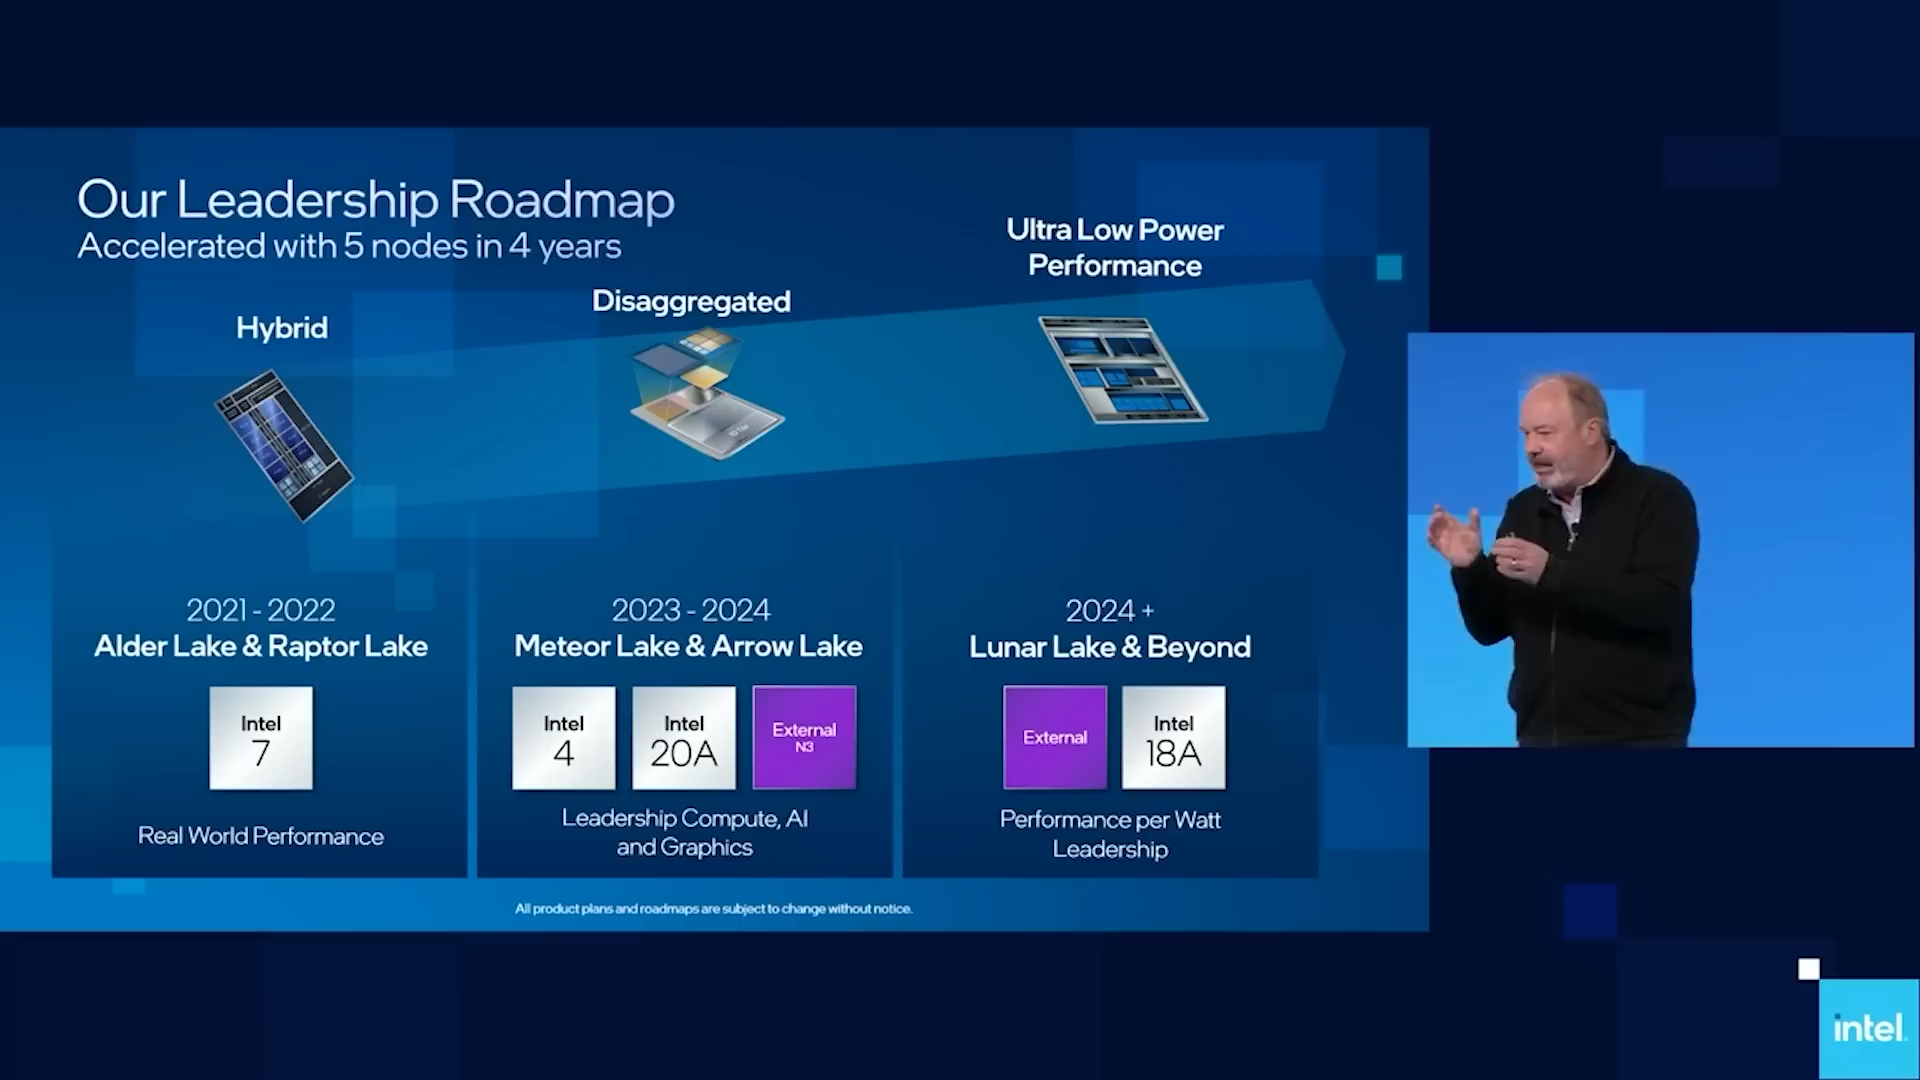 Our Leadership Roadmap
Accelerated with 5 nodes in 4 years
Hybrid
Disaggregated
Ultra Low Power
Performance
2021 - 2022
Alder Lake & Raptor Lake
Intel
7
Real World Performance
2023 - 2024
Meteor Lake & Arrow Lake
Intel
4
Intel
20A
External
N3
Leadership Compute, AI
and Graphics
2024 +
Lunar Lake & Beyond
External
Intel
18A
Performance per Watt
Leadership
All product plans and roadmaps are subject to change without notice.
intel.